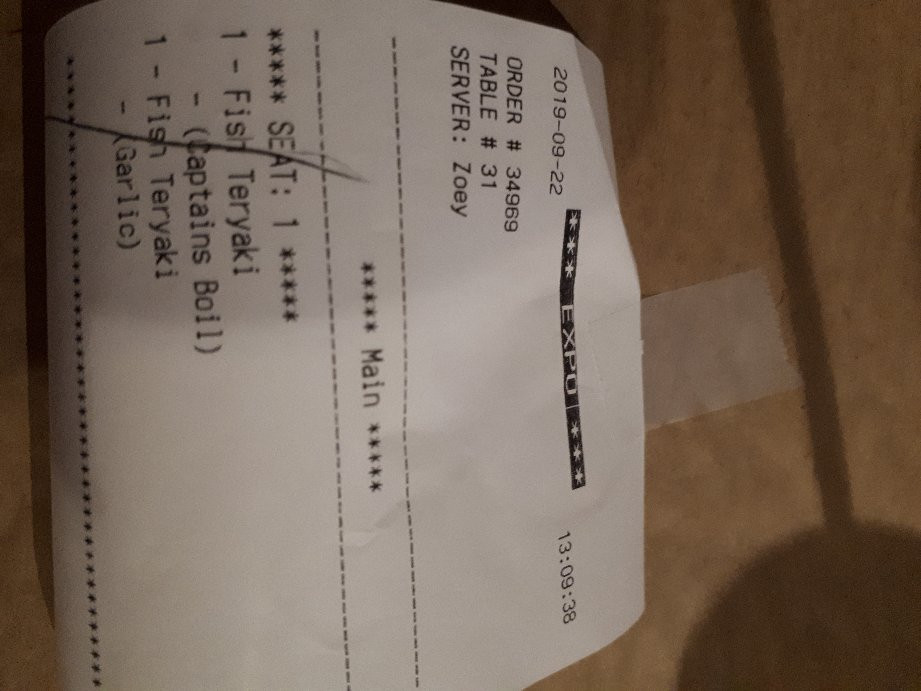 *** EXPO ****
2019-09-22 13:09:38
ORDER # 34969
TABLE # 31
SERVER: Zoey
-----------------------------------------
***** Main *****
-----------------------------------------
***** SEAT: 1 *****
1 - Fish Teryaki
- (Captains Boil)
1 - Fish Teryaki
- (Garlic)
*****************************************